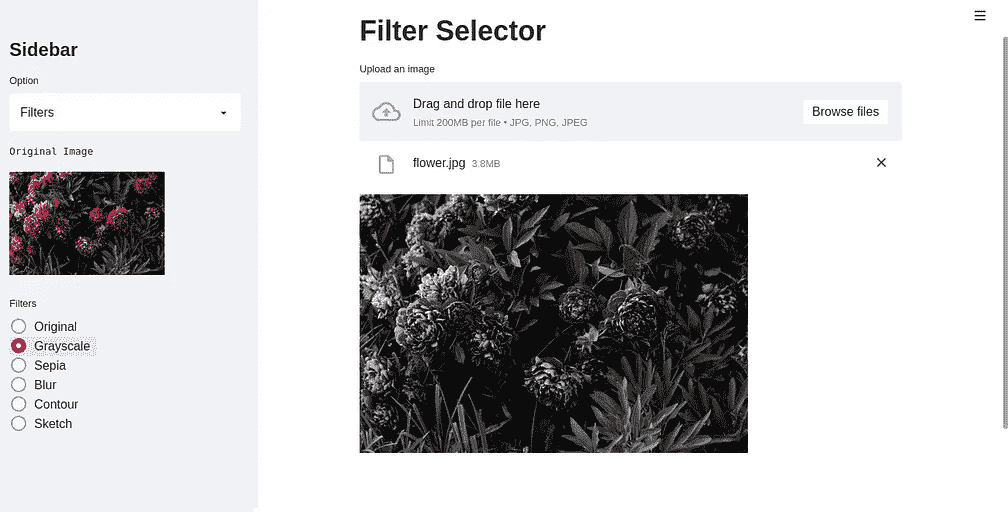 Sidebar
Option
Filters
Original Image
Filters
Original
Grayscale
Sepia
Blur
Contour
Sketch
Filter Selector
Upload an image
Drag and drop file here
Limit 200MB per file • JPG, PNG, JPEG
Browse files
flower.jpg 3.8MB